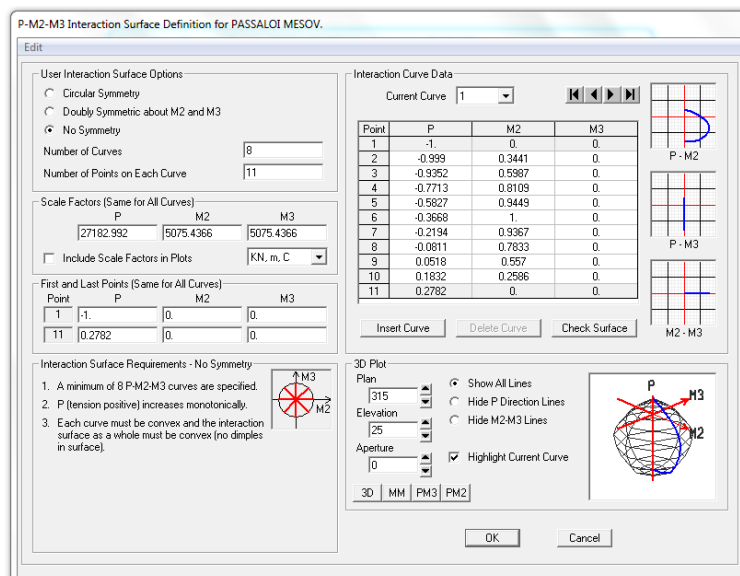 P-M2-M3 Interaction Surface Definition for PASSALOI MESOV.
Edit
User Interaction Surface Options
Circular Symmetry
Doubly Symmetric about M2 and M3
No Symmetry
Number of Curves 8
Number of Points on Each Curve 11
Scale Factors (Same for All Curves)
P M2 M3
27182.992 5075.4366 5075.4366
Include Scale Factors in Plots KN, m, C
First and Last Points (Same for All Curves)
Point P M2 M3
1 -1. 0. 0.
11 0.2782 0. 0.
Interaction Surface Requirements - No Symmetry
1. A minimum of 8 P-M2-M3 curves are specified.
2. P (tension positive) increases monotonically.
3. Each curve must be convex and the interaction
surface as a whole must be convex (no dimples
in surface).
M3
M2
Interaction Curve Data
Current Curve 1
Point P M2 M3
1 -1. 0. 0.
2 -0.999 0.3441 0.
3 -0.9352 0.5987 0.
4 -0.7713 0.8109 0.
5 -0.5827 0.9449 0.
6 -0.3668 1. 0.
7 -0.2194 0.9367 0.
8 -0.0811 0.7833 0.
9 0.0518 0.557 0.
10 0.1832 0.2586 0.
11 0.2782 0. 0.
Insert Curve Delete Curve Check Surface
P - M2
P - M3
M2 - M3
3D Plot
Plan
315
Elevation
25
Aperture
0
Show All Lines
Hide P Direction Lines
Hide M2-M3 Lines
Highlight Current Curve
3D MM PM3 PM2
P
M3
M2
OK Cancel